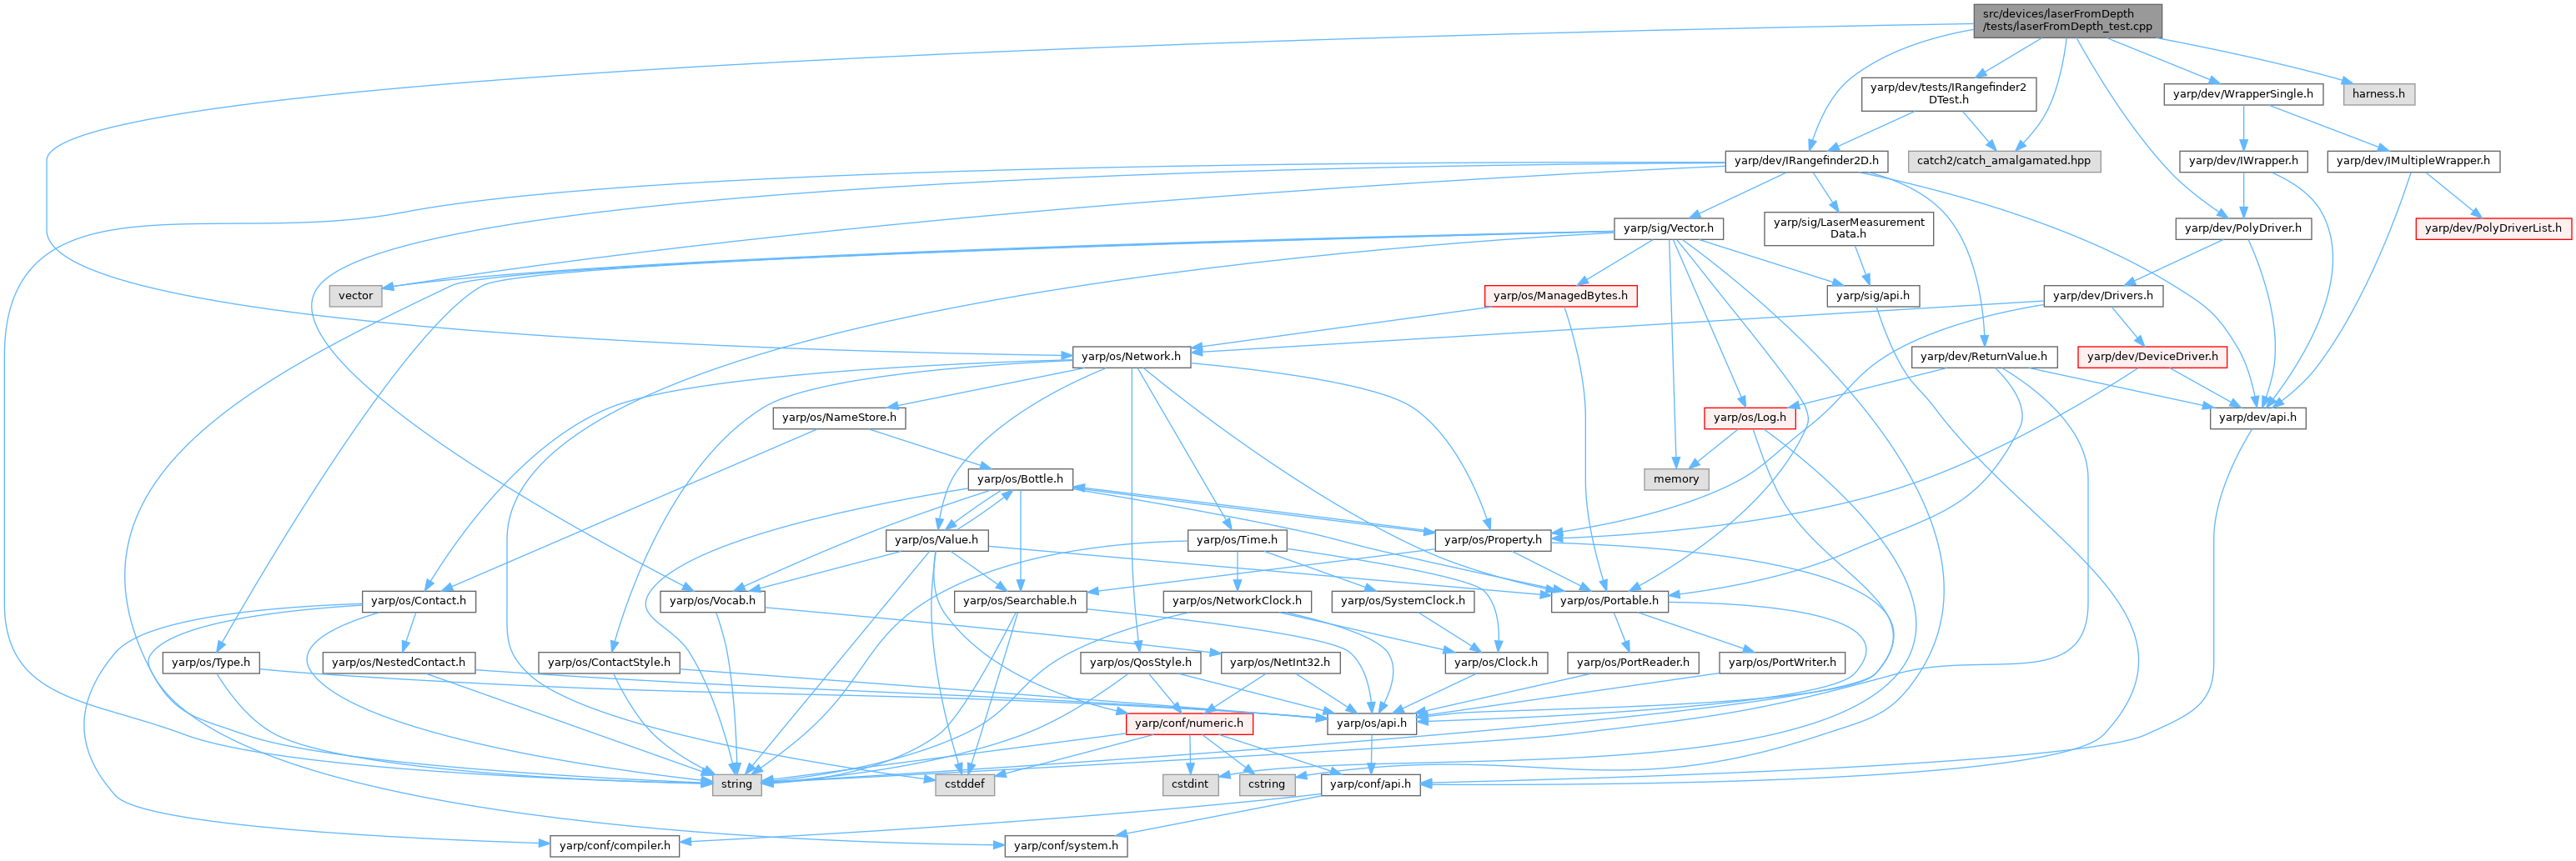 src/devices/laserFromDepth
/tests/laserFromDepth_test.cpp
yarp/dev/tests/IRangefinder2
DTest.h
yarp/dev/WrapperSingle.h
harness.h
yarp/dev/IRangefinder2D.h
catch2/catch_amalgamated.hpp
yarp/dev/IWrapper.h
yarp/dev/IMultipleWrapper.h
yarp/sig/Vector.h
yarp/sig/LaserMeasurement
Data.h
yarp/dev/PolyDriver.h
yarp/dev/PolyDriverList.h
vector
yarp/os/ManagedBytes.h
yarp/sig/api.h
yarp/dev/Drivers.h
yarp/os/Network.h
yarp/dev/ReturnValue.h
yarp/dev/DeviceDriver.h
yarp/os/NameStore.h
yarp/os/Log.h
yarp/dev/api.h
yarp/os/Bottle.h
memory
yarp/os/Value.h
yarp/os/Time.h
yarp/os/Property.h
yarp/os/Contact.h
yarp/os/Vocab.h
yarp/os/Searchable.h
yarp/os/NetworkClock.h
yarp/os/SystemClock.h
yarp/os/Portable.h
yarp/os/Type.h
yarp/os/NestedContact.h
yarp/os/ContactStyle.h
yarp/os/QosStyle.h
yarp/os/NetInt32.h
yarp/os/Clock.h
yarp/os/PortReader.h
yarp/os/PortWriter.h
yarp/conf/numeric.h
yarp/os/api.h
string
cstddef
cstdint
cstring
yarp/conf/api.h
yarp/conf/compiler.h
yarp/conf/system.h